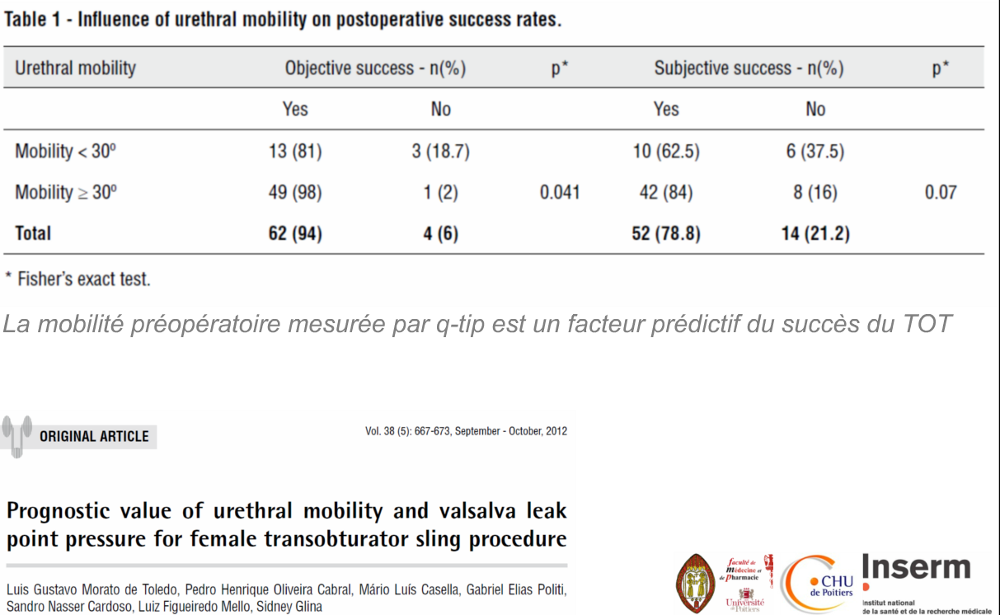 Table 1 - Influence of urethral mobility on postoperative success rates.
Urethral mobility Objective success - n(%) p* Subjective success - n(%) p*
Yes No Yes No
Mobility < 30º 13 (81) 3 (18.7) 10 (62.5) 6 (37.5)
Mobility ≥ 30º 49 (98) 1 (2) 0.041 42 (84) 8 (16) 0.07
Total 62 (94) 4 (6) 52 (78.8) 14 (21.2)
* Fisher's exact test.
La mobilité préopératoire mesurée par q-tip est un facteur prédictif du succès du TOT
ORIGINAL ARTICLE
Vol. 38 (5): 667-673, September - October, 2012
Prognostic value of urethral mobility and valsalva leak
point pressure for female transobturator sling procedure
Luis Gustavo Morato de Toledo, Pedro Henrique Oliveira Cabral, Mário Luís Casella, Gabriel Elias Politi,
Sandro Nasser Cardoso, Luiz Figueiredo Mello, Sidney Glina
faculté de
médecine et
de Pharmacie
Université
de Poitiers
CHU
de Poitiers
Inserm
Institut national
de la santé et de la recherche médicale